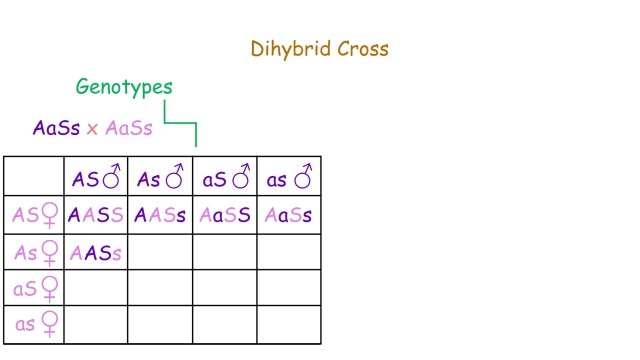 Dihybrid Cross
Genotypes
AaSs x AaSs
AS♂ As♂ aS♂ as♂
AS♀ AASS AASs AaSS AaSs
As♀ AASs
aS♀
as♀